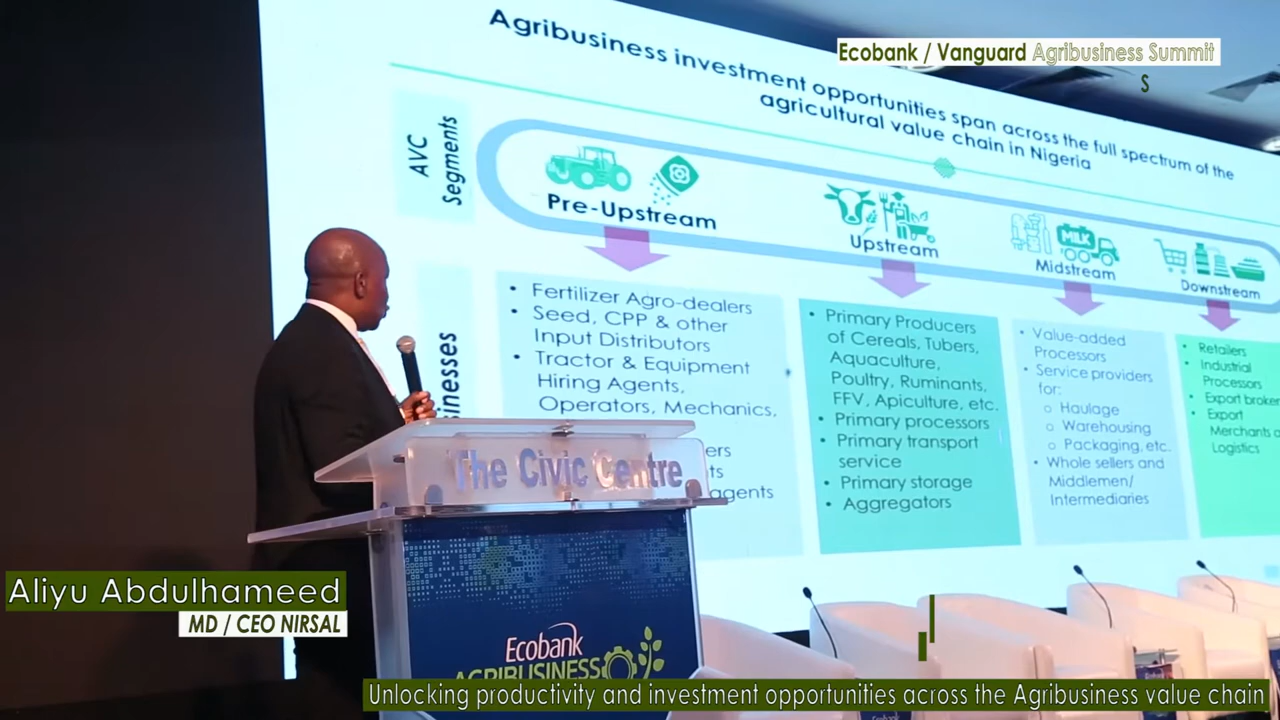 Ecobank / Vanguard Agribusiness Summit
S
Agribusiness investment opportunities span across the full spectrum of the
agricultural value chain in Nigeria
AVC
Segments
Pre-Upstream
Upstream
Midstream
MILK
Downstream
• Fertilizer Agro-dealers
• Seed, CPP & other
Input Distributors
• Tractor & Equipment
Hiring Agents,
Operators, Mechanics,
• Primary Producers
of Cereals, Tubers,
Aquaculture,
Poultry, Ruminants,
FFV, Apiculture, etc.
• Primary processors
• Primary transport
service
• Primary storage
• Aggregators
• Value-added
Processors
• Service providers
for:
o Haulage
o Warehousing
o Packaging, etc.
• Whole sellers and
Middlemen/
Intermediaries
• Retailers
• Industrial
Processors
• Export broker
• Export
Merchants
Logistics
The Civic Centre
Ecobank
AGRIBUSINESS
Aliyu Abdulhameed
MD / CEO NIRSAL
Unlocking productivity and investment opportunities across the Agribusiness value chain